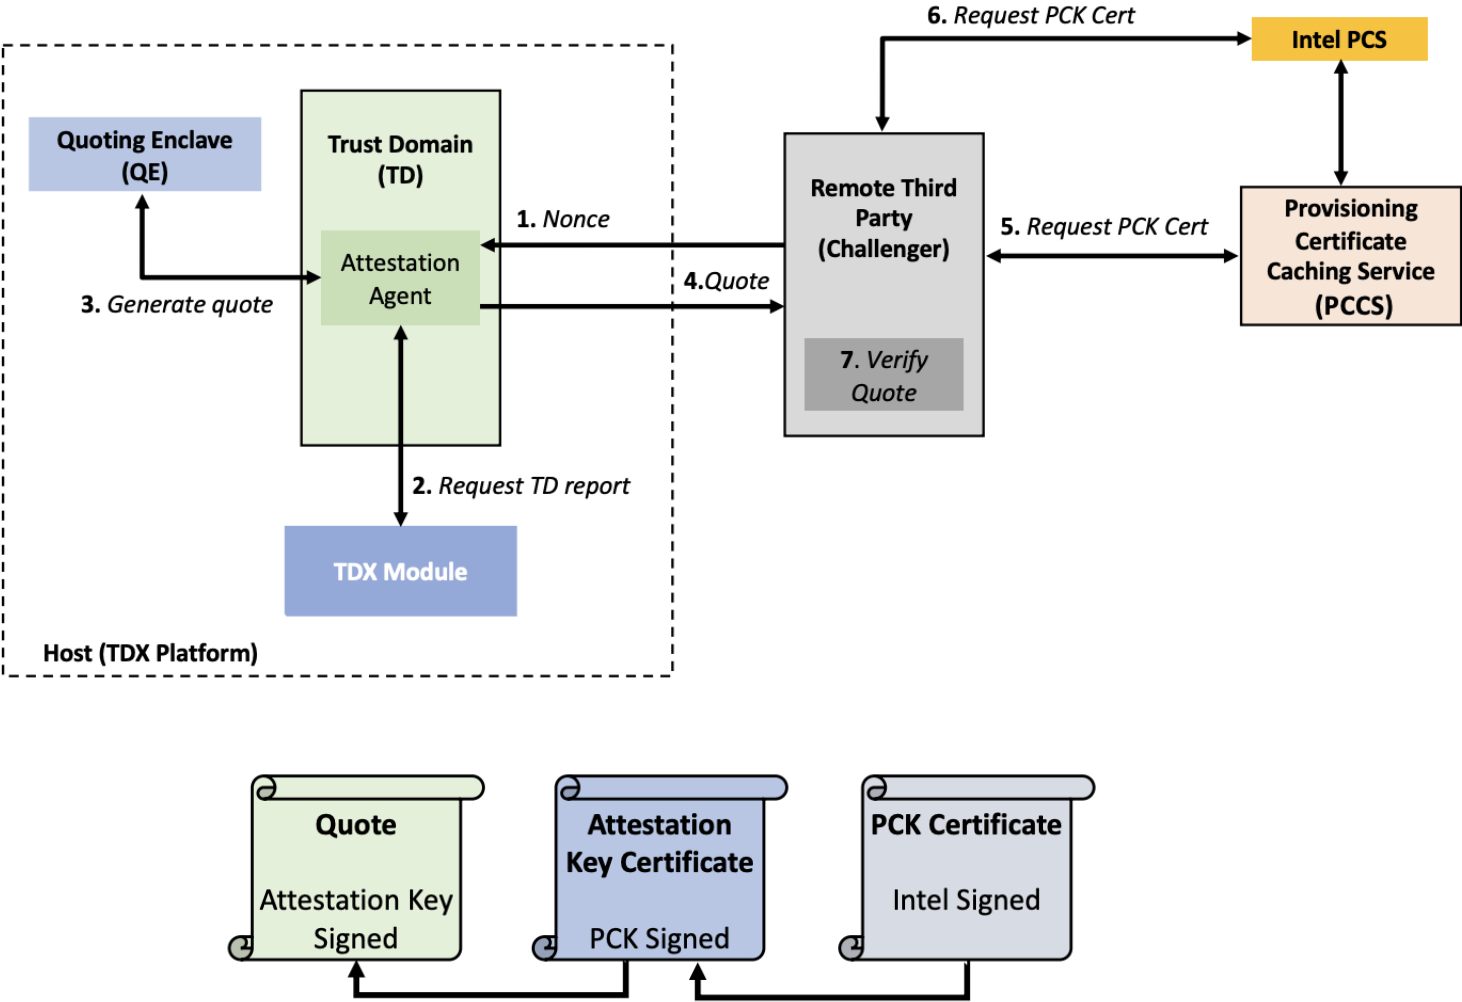 6. Request PCK Cert
Intel PCS
Quoting Enclave
(QE)
Trust Domain
(TD)
Attestation
Agent
1. Nonce
3. Generate quote
4.Quote
Remote Third
Party
(Challenger)
5. Request PCK Cert
Provisioning
Certificate
Caching Service
(PCCS)
7. Verify
Quote
2. Request TD report
TDX Module
Host (TDX Platform)
Quote
Attestation Key
Signed
Attestation
Key Certificate
PCK Signed
PCK Certificate
Intel Signed